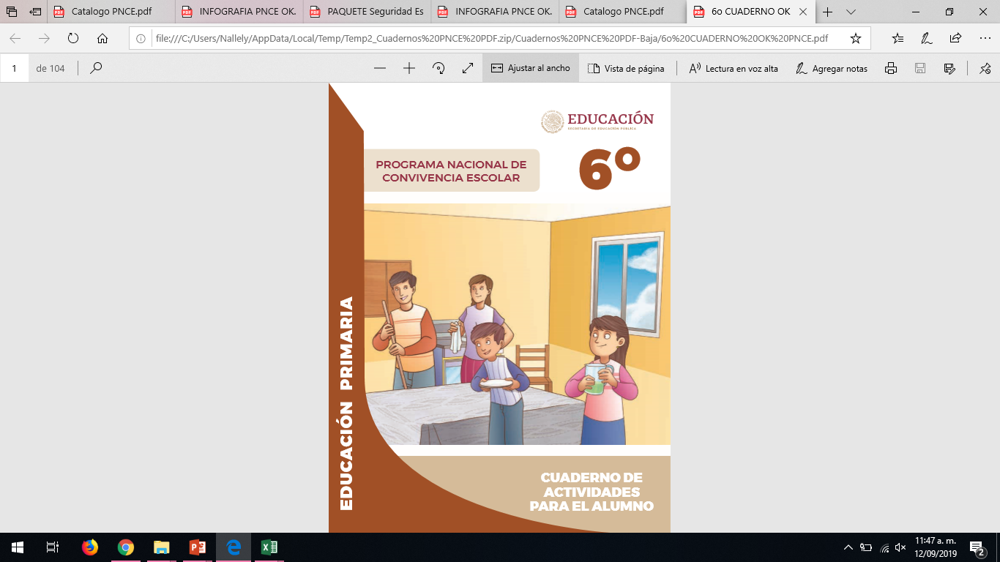 Catalogo PNCE.pdf
INFOGRAFIA PNCE OK.
PAQUETE Seguridad Es
INFOGRAFIA PNCE OK.
Catalogo PNCE.pdf
6o CUADERNO OK
file:///C:/Users/Nallely/AppData/Local/Temp/Temp2_Cuadernos%20PNCE%20PDF.zip/Cuadernos%20PNCE%20PDF-Baja/6o%20CUADERNO%20OK%20PNCE.pdf
1 de 104
Ajustar al ancho
Vista de página
Lectura en voz alta
Agregar notas
EDUCACIÓN
SECRETARÍA DE EDUCACIÓN PÚBLICA
PROGRAMA NACIONAL DE
CONVIVENCIA ESCOLAR
6º
EDUCACIÓN PRIMARIA
CUADERNO DE
ACTIVIDADES
PARA EL ALUMNO
11:47 a. m.
12/09/2019
2